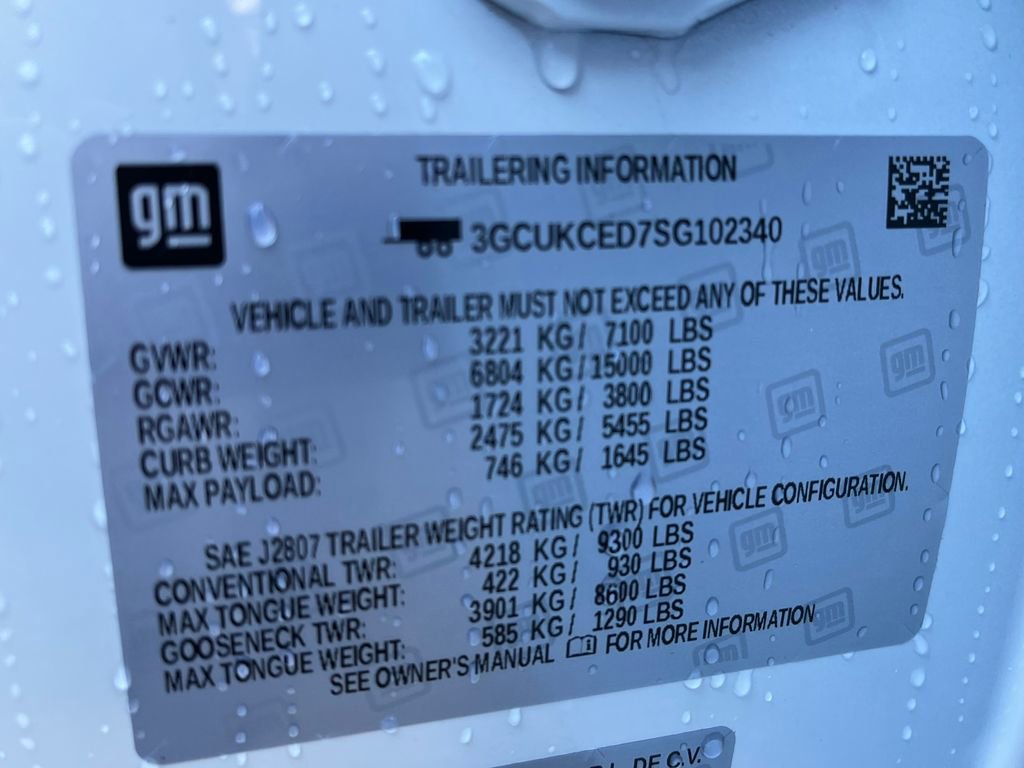 gm
TRAILERING INFORMATION
3GCUKCED7SG102340
VEHICLE AND TRAILER MUST NOT EXCEED ANY OF THESE VALUES.
GVWR: 3221 KG/ 7100 LBS
GCWR: 6804 KG/ 15000 LBS
RGAWR: 1724 KG/ 3800 LBS
CURB WEIGHT: 2475 KG/ 5455 LBS
MAX PAYLOAD: 746 KG/ 1645 LBS
SAE J2807 TRAILER WEIGHT RATING (TWR) FOR VEHICLE CONFIGURATION.
CONVENTIONAL TWR: 4218 KG/ 9300 LBS
MAX TONGUE WEIGHT: 422 KG/ 930 LBS
GOOSENECK TWR: 3901 KG/ 8600 LBS
MAX TONGUE WEIGHT: 585 KG/ 1290 LBS
SEE OWNER'S MANUAL FOR MORE INFORMATION
DE C.V.